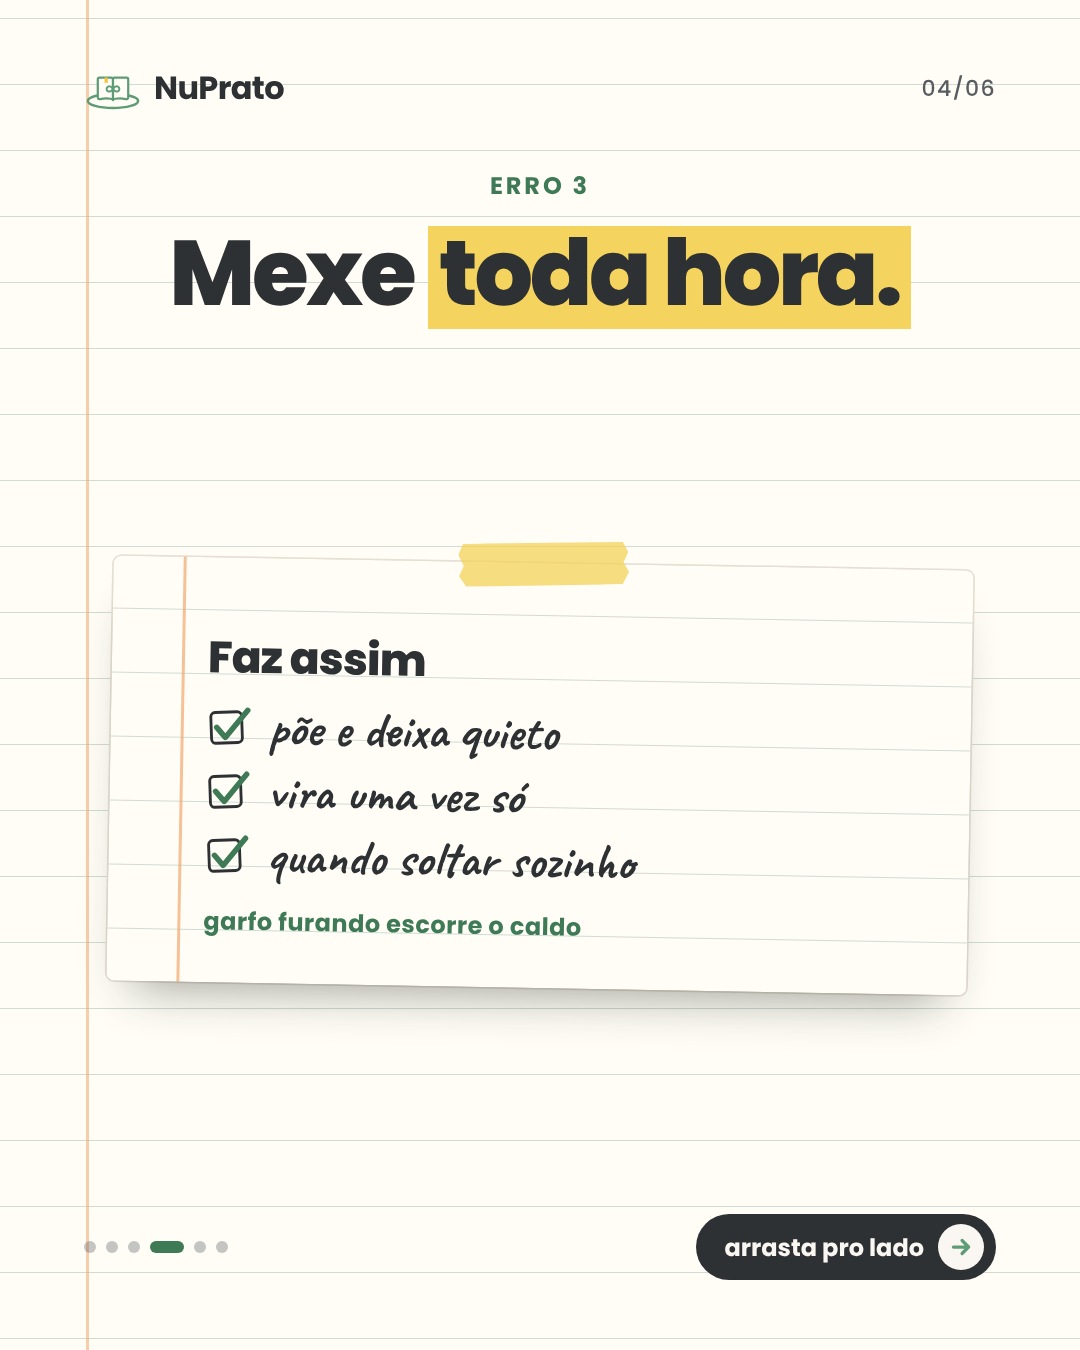 NuPrato
04/06
ERRO 3
Mexe toda hora.
Faz assim
põe e deixa quieto
vira uma vez só
quando soltar sozinho
garfo furando escorre o caldo
arrasta pro lado